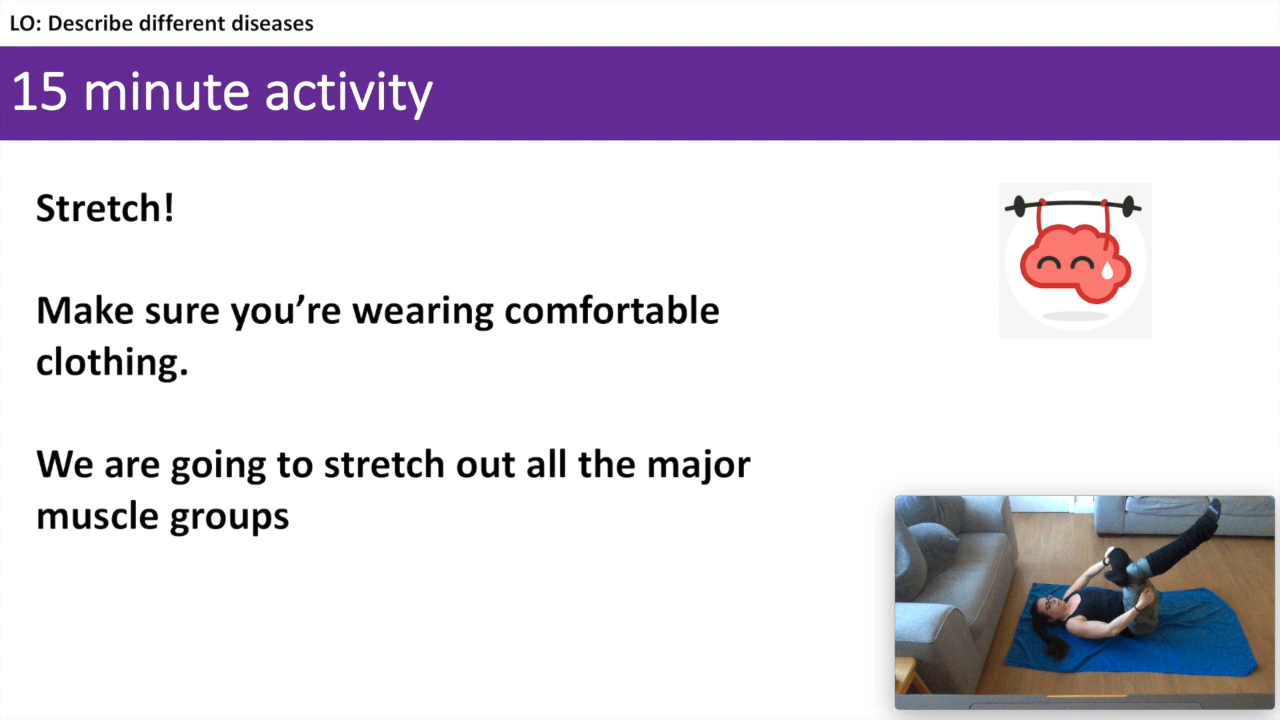 LO: Describe different diseases
15 minute activity
Stretch!
Make sure you’re wearing comfortable
clothing.
We are going to stretch out all the major
muscle groups